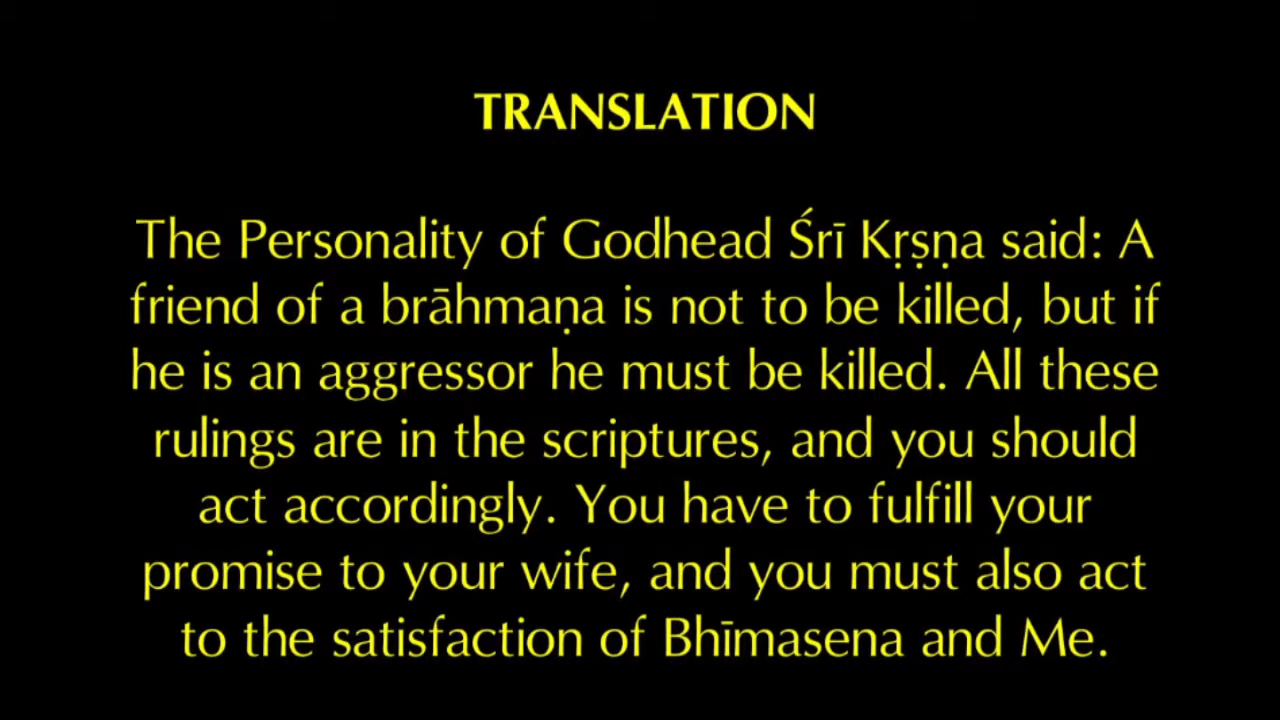 TRANSLATION
The Personality of Godhead Śrī Kṛṣṇa said: A
friend of a brāhmaṇa is not to be killed, but if
he is an aggressor he must be killed. All these
rulings are in the scriptures, and you should
act accordingly. You have to fulfill your
promise to your wife, and you must also act
to the satisfaction of Bhīmasena and Me.